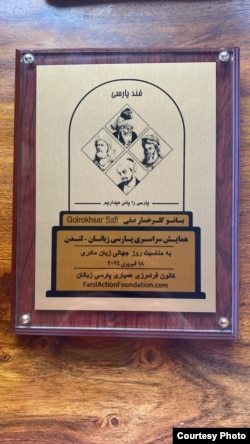 قند پارسی
پارسی را پاس میداریم
بانو گلرخسار صفی Golrokhsar Safi
همایش سراسری پارسی زبانان - لندن
به مناسبت روز جهانی زبان مادری
۱۸ فبروری ۲۰۲۴
کانون فرامرزی همیاری پارسی زبانان
FarsiActionFoundation.com
Courtesy Photo